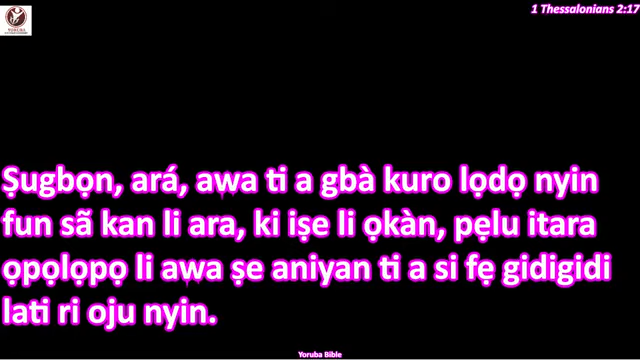 1 Thessalonians 2:17
Ṣugbọn, ará, awa ti a gbà kuro lọdọ nyin
fun sã kan li ara, ki iṣe li ọkàn, pẹlu itara
ọpọlọpọ li awa ṣe aniyan ti a si fẹ gidigidi
lati ri oju nyin.
Yoruba Bible